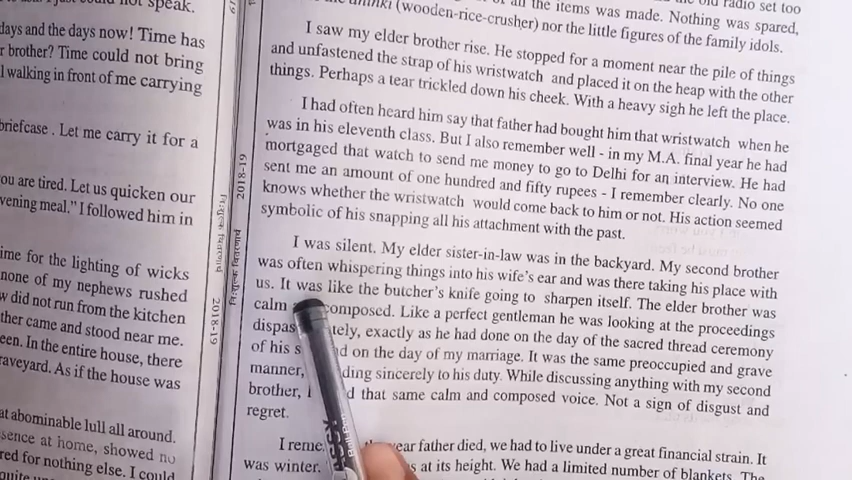 not speak.
days and the days now! Time has
r brother? Time could not bring
l walking in front of me carrying
briefcase . Let me carry it for a
ou are tired. Let us quicken our
vening meal." I followed him in
ime for the lighting of wicks
none of my nephews rushed
w did not run from the kitchen
ther came and stood near me.
een. In the entire house, there
raveyard. As if the house was
at abominable lull all around.
sence at home, showed no
red for nothing else. I could
2018-19
2018-19
old radio set too
all the items was made. Nothing was spared,
(wooden-rice-crusher) nor the little figures of the family idols.
I saw my elder brother rise. He stopped for a moment near the pile of things
and unfastened the strap of his wristwatch and placed it on the heap with the other
things. Perhaps a tear trickled down his cheek. With a heavy sigh he left the place.
I had often heard him say that father had bought him that wristwatch when he
was in his eleventh class. But I also remember well - in my M.A. final year he had
mortgaged that watch to send me money to go to Delhi for an interview. He had
sent me an amount of one hundred and fifty rupees - I remember clearly. No one
knows whether the wristwatch would come back to him or not. His action seemed
symbolic of his snapping all his attachment with the past.
I was silent. My elder sister-in-law was in the backyard. My second brother
was often whispering things into his wife's ear and was there taking his place with
us. It was like the butcher's knife going to sharpen itself. The elder brother was
calm composed. Like a perfect gentleman he was looking at the proceedings
dispas tely, exactly as he had done on the day of the sacred thread ceremony
of his s d on the day of my marriage. It was the same preoccupied and grave
manner, ding sincerely to his duty. While discussing anything with my second
brother, d that same calm and composed voice. Not a sign of disgust and
regret.
I reme year father died, we had to live under a great financial strain. It
was winter. s at its height. We had a limited number of blankets. The